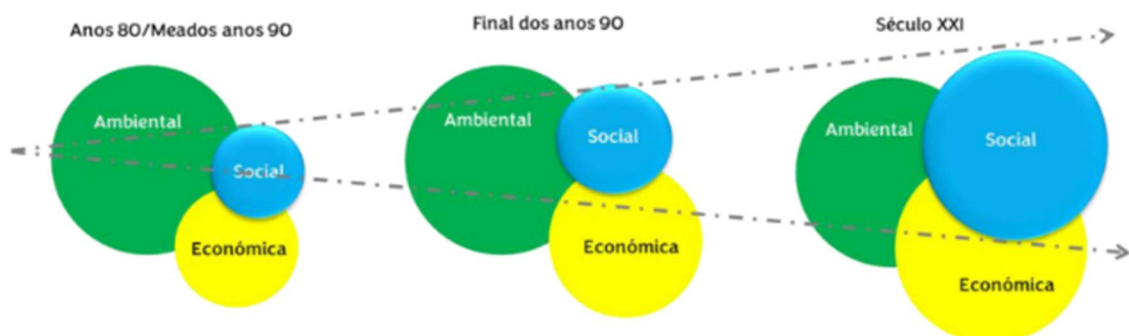 Anos 80/Meados anos 90
Final dos anos 90
Século XXI
Ambiental
Social
Económica
Ambiental
Social
Económica
Ambiental
Social
Económica